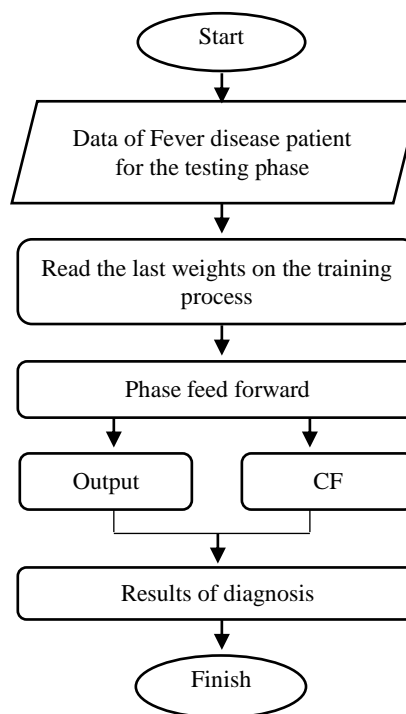 Start
Data of Fever disease patient
for the testing phase
Read the last weights on the training
process
Phase feed forward
Output
CF
Results of diagnosis
Finish